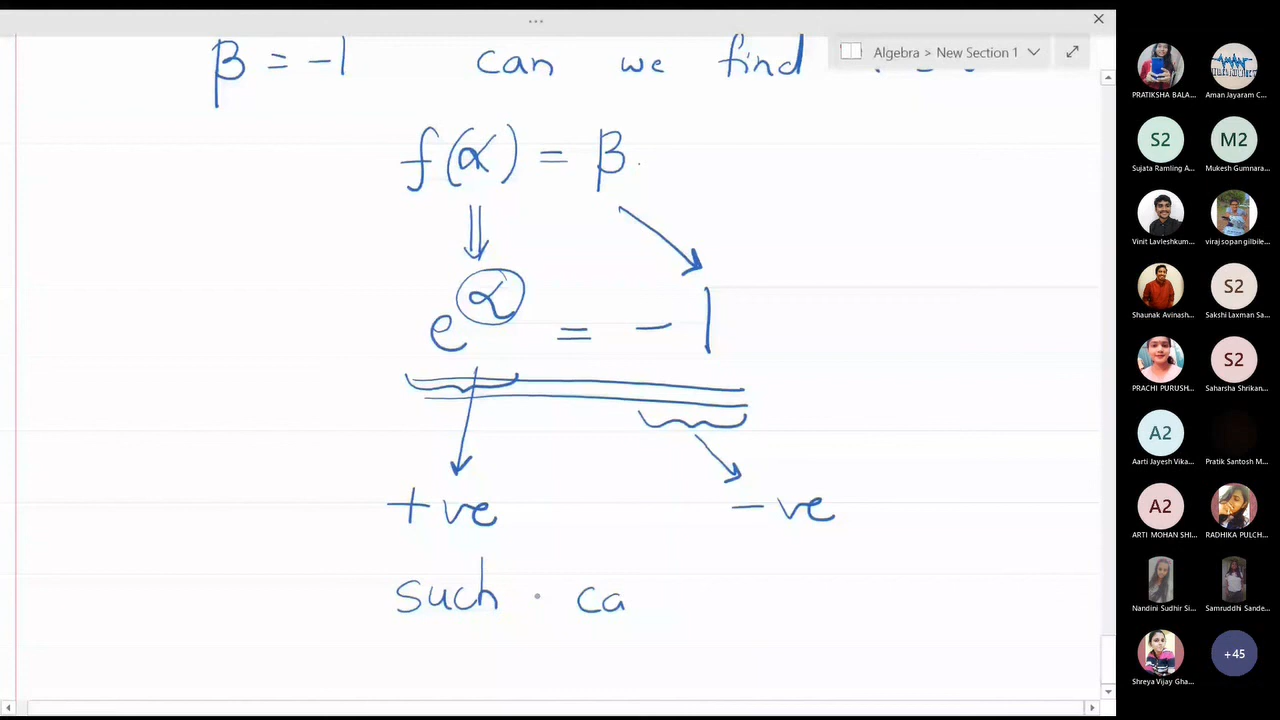 β = -1 can we find
Algebra > New Section 1
f(α) = β.
e^α = -1
+ve -ve
such ca
PRATIKSHA BALA... Aman Jayaram C...
S2 M2
Sujata Ramling A... Mukesh Gumnara...
Vinit Lavleshkum... viraj sopan gilbile...
S2
Shaunak Avinash... Sakshi Laxman Sa...
S2
PRACHI PURUSH... Saharsha Shrikan...
A2
Aarti Jayesh Vika... Pratik Santosh M...
A2
ARTI MOHAN SHI... RADHIKA PULCH...
Nandini Sudhir Si... Samruddhi Sande...
+45
Shreya Vijay Gha...